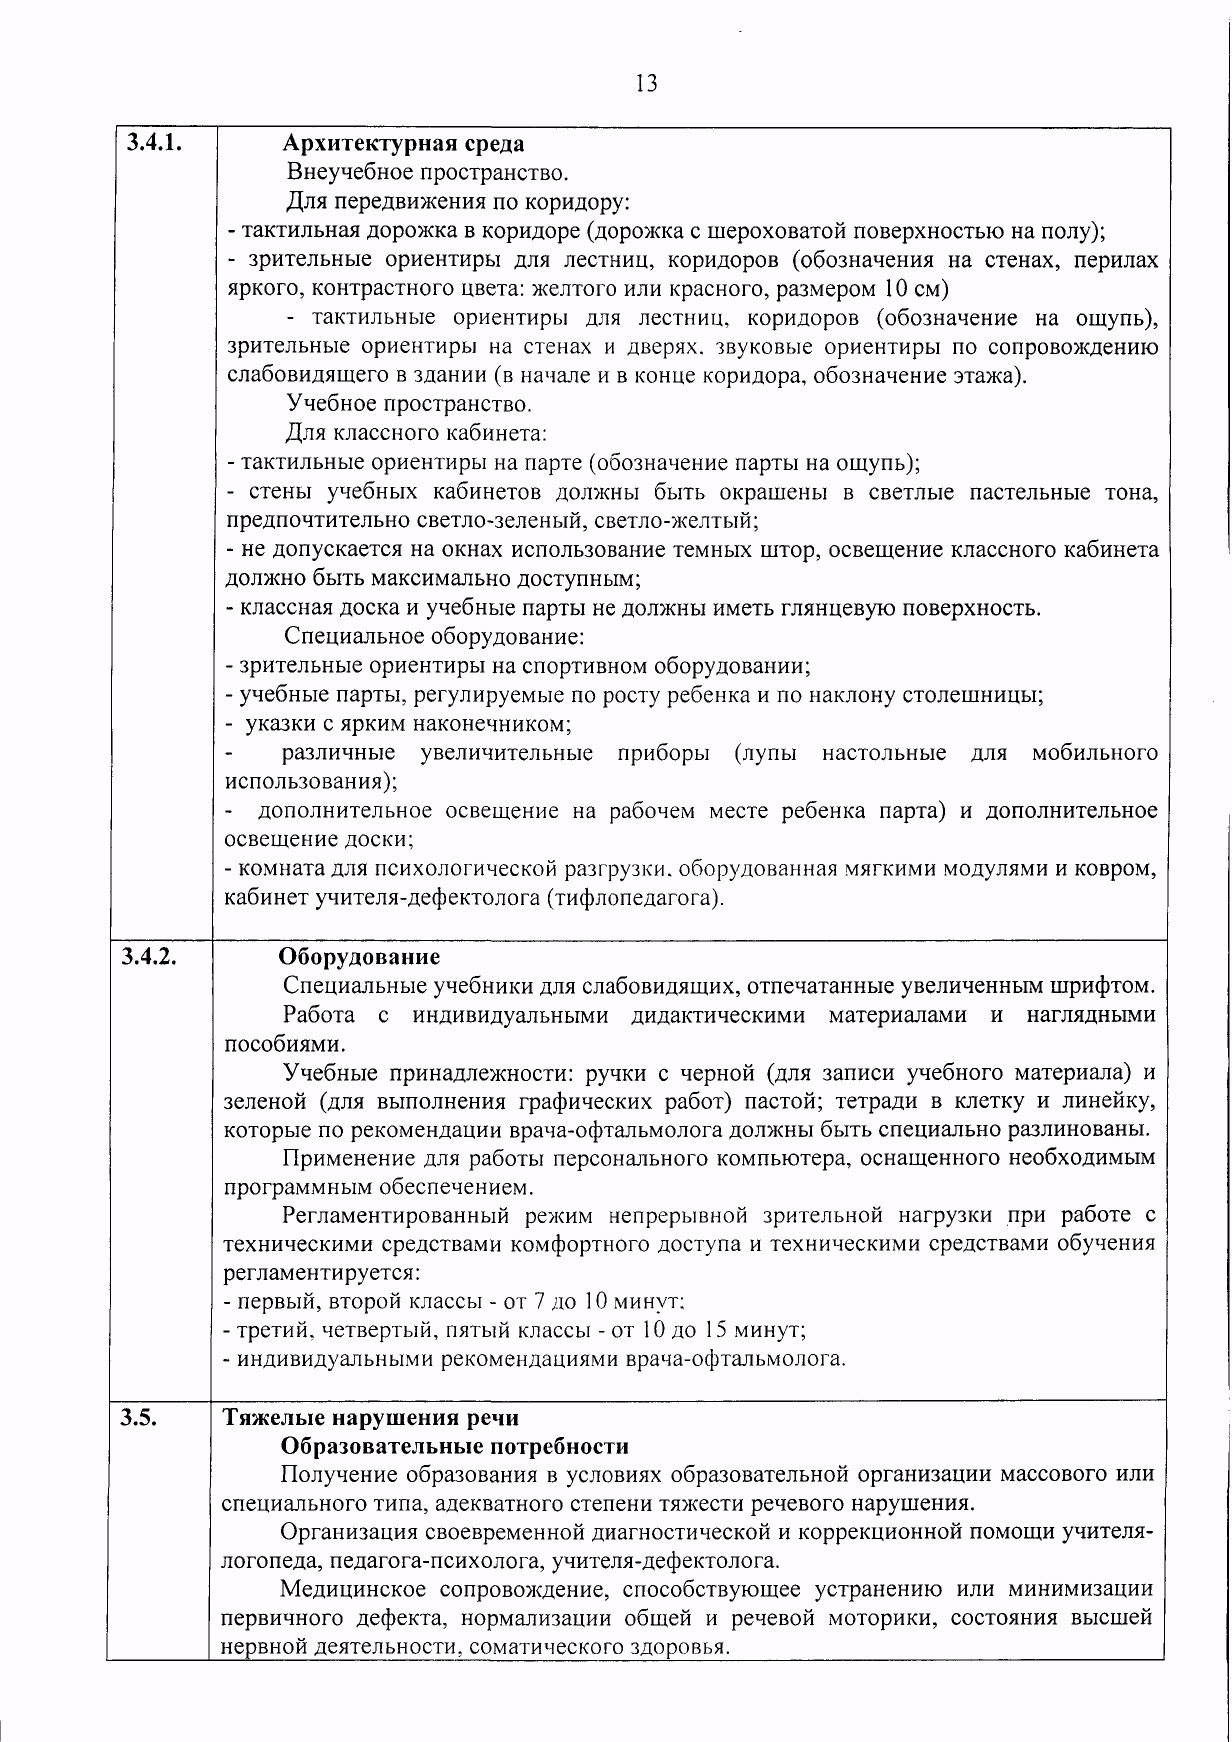 13
3.4.1. Архитектурная среда
Внеучебное пространство.
Для передвижения по коридору:
- тактильная дорожка в коридоре (дорожка с шероховатой поверхностью на полу);
- зрительные ориентиры для лестниц, коридоров (обозначения на стенах, перилах
яркого, контрастного цвета: желтого или красного, размером 10 см)
- тактильные ориентиры для лестниц, коридоров (обозначение на ощупь),
зрительные ориентиры на стенах и дверях. звуковые ориентиры по сопровождению
слабовидящего в здании (в начале и в конце коридора, обозначение этажа).
Учебное пространство.
Для классного кабинета:
- тактильные ориентиры на парте (обозначение парты на ощупь);
- стены учебных кабинетов должны быть окрашены в светлые пастельные тона,
предпочтительно светло-зеленый, светло-желтый;
- не допускается на окнах использование темных штор, освещение классного кабинета
должно быть максимально доступным;
- классная доска и учебные парты не должны иметь глянцевую поверхность.
Специальное оборудование:
- зрительные ориентиры на спортивном оборудовании;
- учебные парты, регулируемые по росту ребенка и по наклону столешницы;
- указки с ярким наконечником;
- различные увеличительные приборы (лупы настольные для мобильного
использования);
- дополнительное освещение на рабочем месте ребенка парта) и дополнительное
освещение доски;
- комната для психологической разгрузки. оборудованная мягкими модулями и ковром,
кабинет учителя-дефектолога (тифлопедагога).
3.4.2. Оборудование
Специальные учебники для слабовидящих, отпечатанные увеличенным шрифтом.
Работа с индивидуальными дидактическими материалами и наглядными
пособиями.
Учебные принадлежности: ручки с черной (для записи учебного материала) и
зеленой (для выполнения графических работ) пастой; тетради в клетку и линейку,
которые по рекомендации врача-офтальмолога должны быть специально разлинованы.
Применение для работы персонального компьютера, оснащенного необходимым
программным обеспечением.
Регламентированный режим непрерывной зрительной нагрузки при работе с
техническими средствами комфортного доступа и техническими средствами обучения
регламентируется:
- первый, второй классы - от 7 до 10 минут;
- третий, четвертый, пятый классы - от 10 до 15 минут;
- индивидуальными рекомендациями врача-офтальмолога.
3.5. Тяжелые нарушения речи
Образовательные потребности
Получение образования в условиях образовательной организации массового или
специального типа, адекватного степени тяжести речевого нарушения.
Организация своевременной диагностической и коррекционной помощи учителя-
логопеда, педагога-психолога, учителя-дефектолога.
Медицинское сопровождение, способствующее устранению или минимизации
первичного дефекта, нормализации общей и речевой моторики, состояния высшей
нервной деятельности, соматического здоровья.